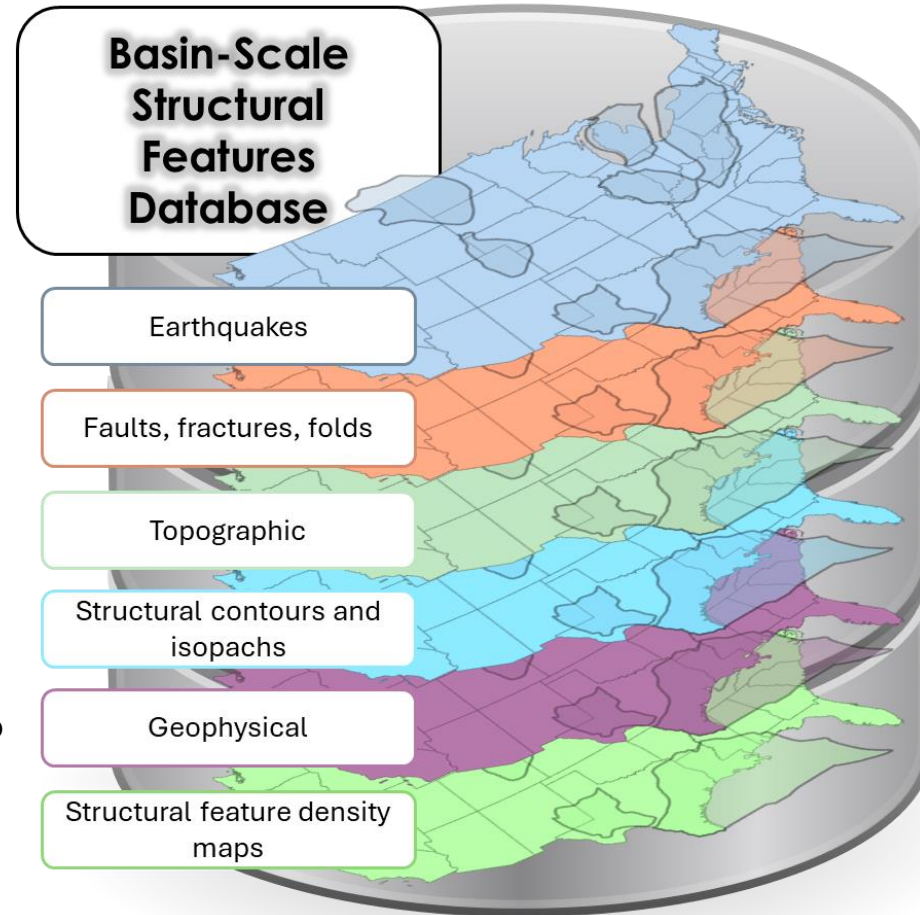 Basin-Scale
Structural
Features
Database
Earthquakes
Faults, fractures, folds
Topographic
Structural contours and
isopachs
Geophysical
Structural feature density
maps